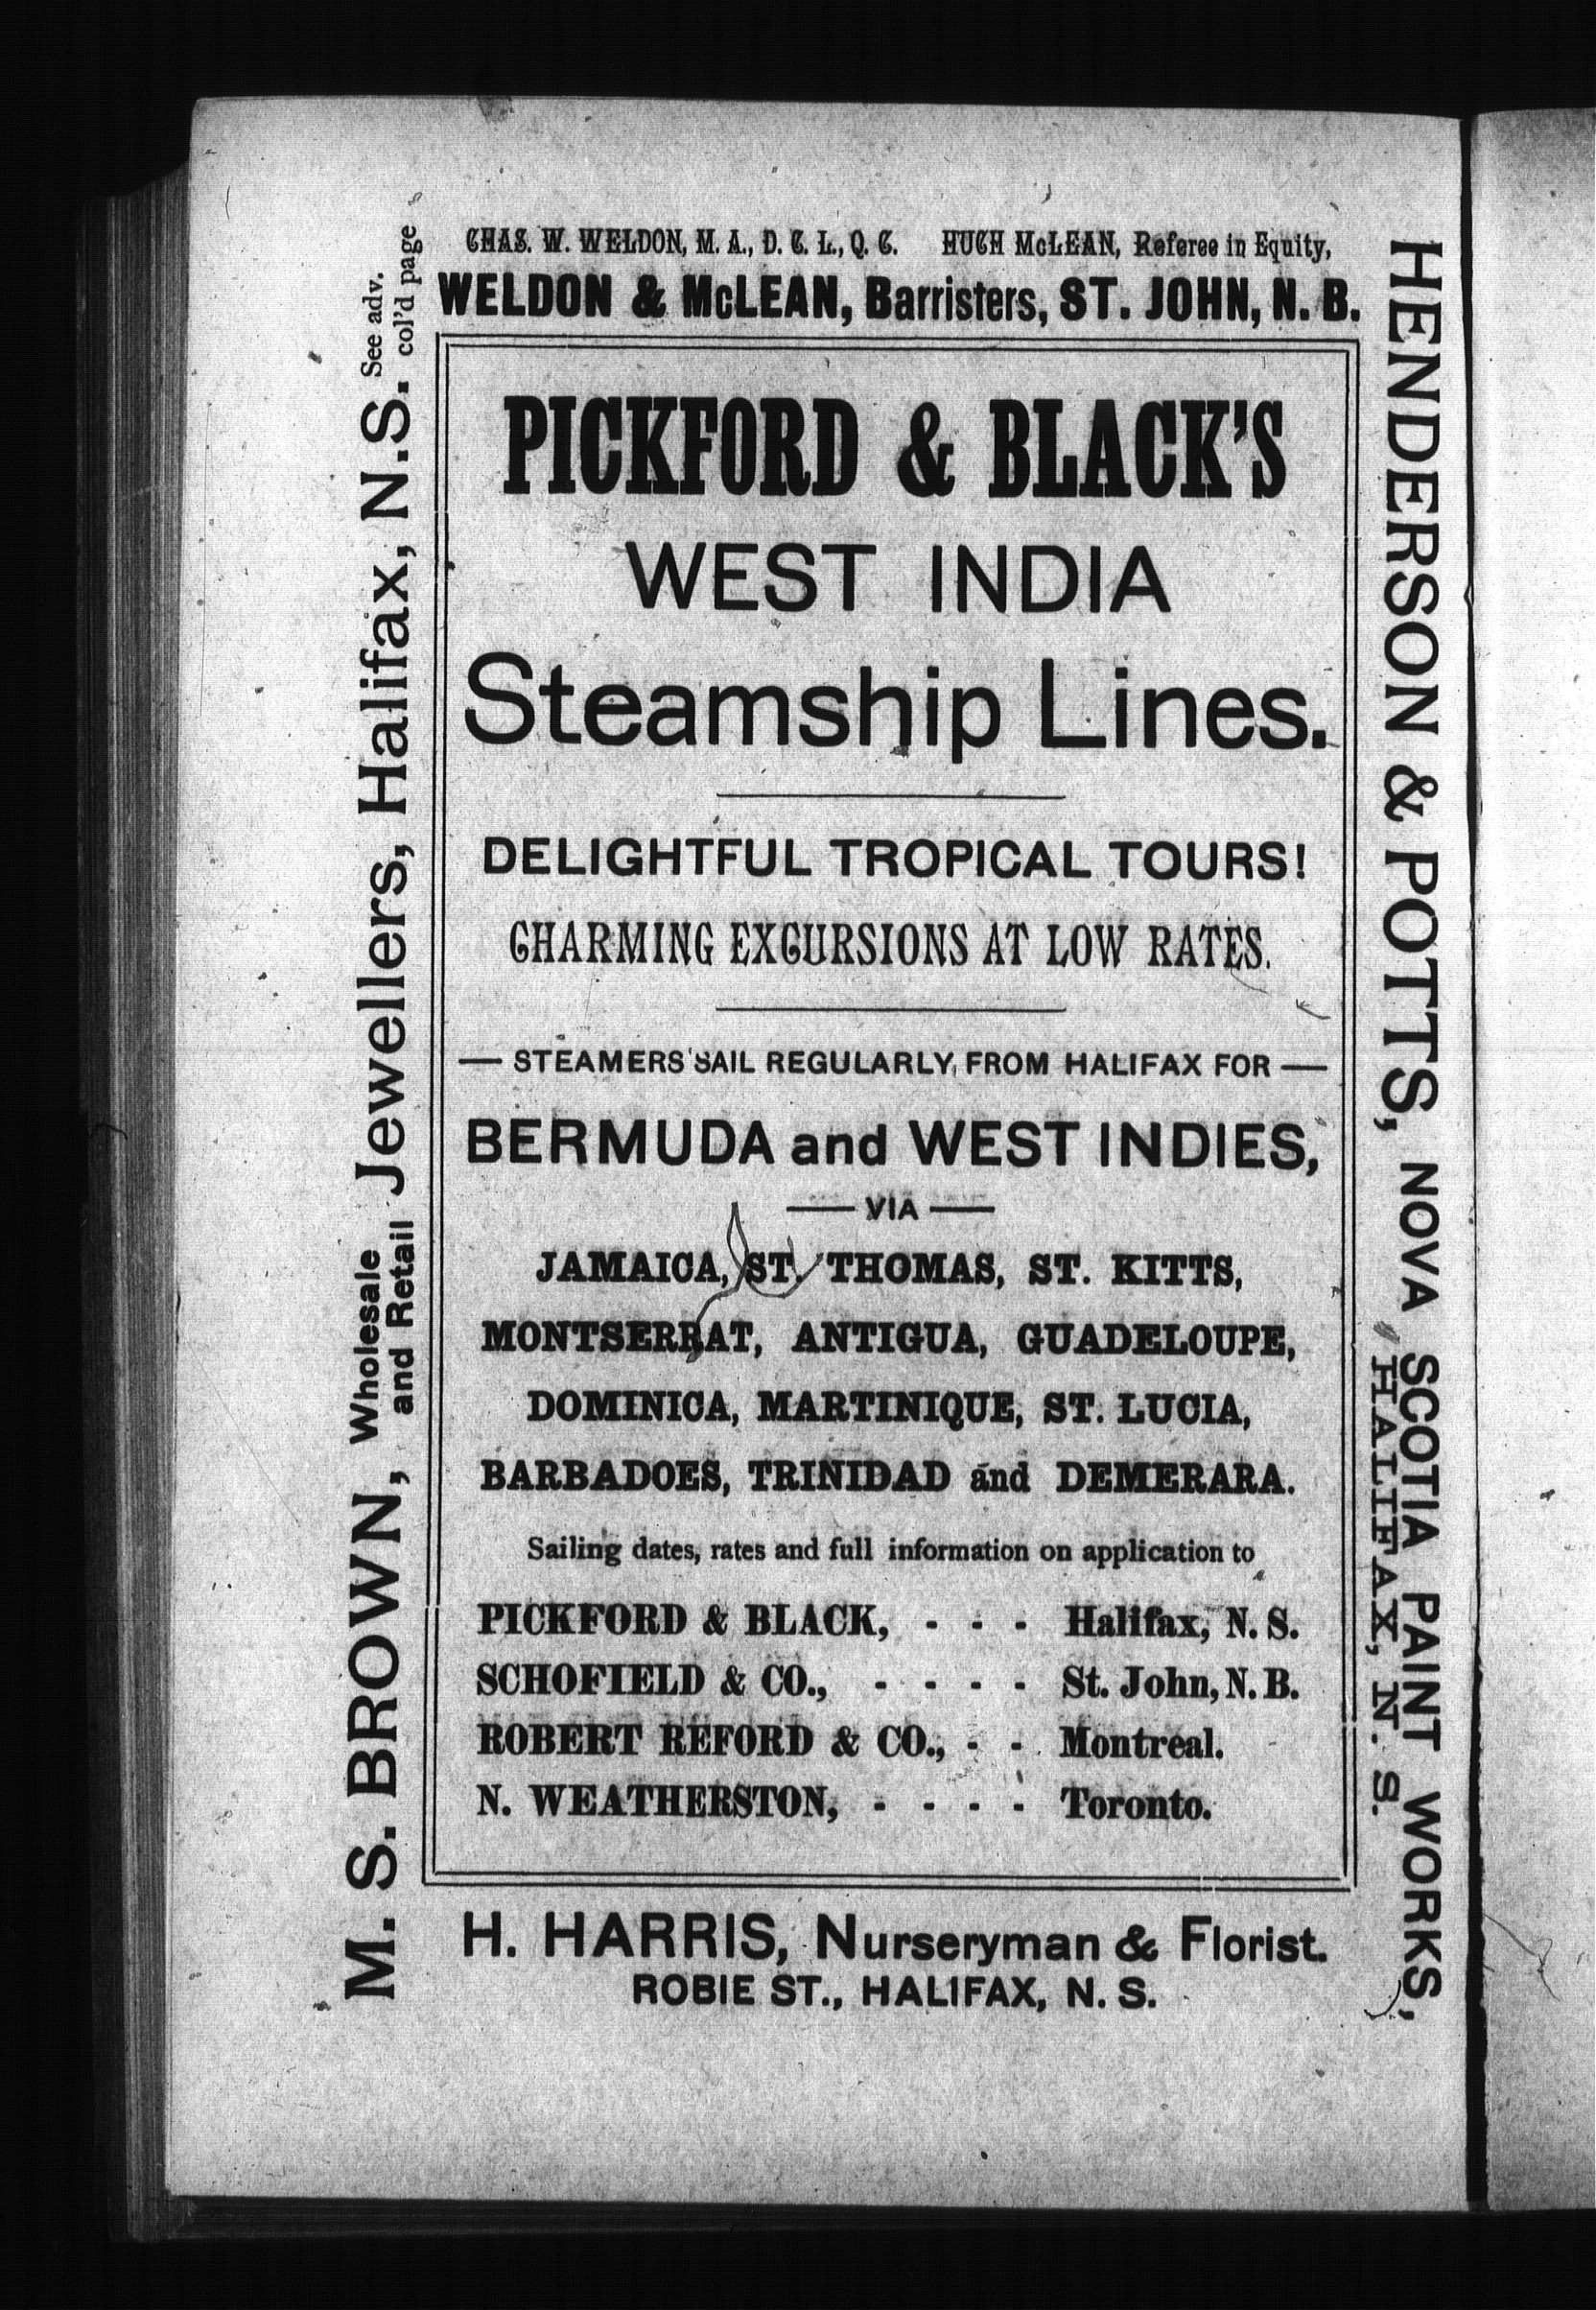 CHAS. W. WELDON, M. A., D. C. L., Q. C. HUGH McLEAN, Referee in Equity,
WELDON & McLEAN, Barristers, ST. JOHN, N. B.
PICKFORD & BLACK'S
WEST INDIA
Steamship Lines.
DELIGHTFUL TROPICAL TOURS!
CHARMING EXCURSIONS AT LOW RATES.
— STEAMERS SAIL REGULARLY FROM HALIFAX FOR —
BERMUDA and WEST INDIES,
— VIA —
JAMAICA, ST. THOMAS, ST. KITTS,
MONTSERRAT, ANTIGUA, GUADELOUPE,
DOMINICA, MARTINIQUE, ST. LUCIA,
BARBADOES, TRINIDAD and DEMERARA.
Sailing dates, rates and full information on application to
PICKFORD & BLACK, - - - Halifax, N. S.
SCHOFIELD & CO., - - - - St. John, N. B.
ROBERT REFORD & CO., - - Montreal.
N. WEATHERSTON, - - - - Toronto.
H. HARRIS, Nurseryman & Florist.
ROBIE ST., HALIFAX, N. S.
M. S. BROWN, Wholesale and Retail Jewellers, Halifax, N.S. See adv. col'd page
HENDERSON & POTTS, NOVA SCOTIA PAINT WORKS,
HALIFAX, N. S.